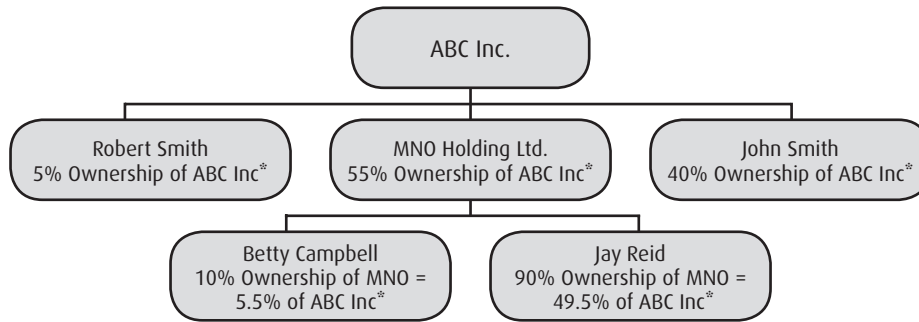 ABC Inc.
Robert Smith
5% Ownership of ABC Inc*
MNO Holding Ltd.
55% Ownership of ABC Inc*
John Smith
40% Ownership of ABC Inc*
Betty Campbell
10% Ownership of MNO =
5.5% of ABC Inc*
Jay Reid
90% Ownership of MNO =
49.5% of ABC Inc*